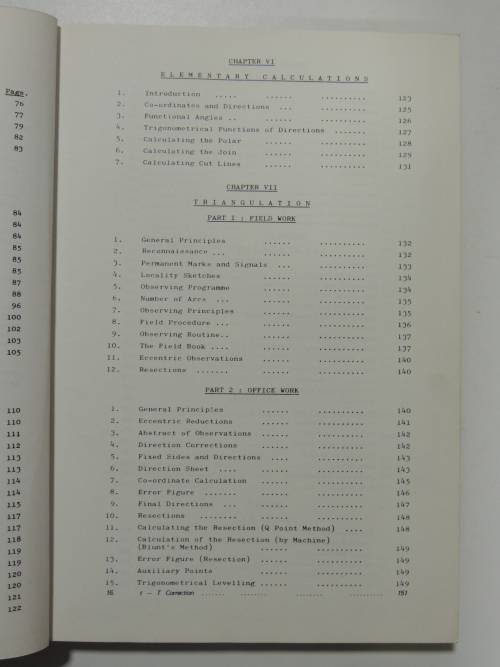 Page.
76
77
79
82
83
84
84
84
85
85
85
87
88
96
100
102
103
105
110
110
111
112
113
113
114
114
115
117
117
118
119
119
120
120
121
122
CHAPTER VI
ELEMENTARY CALCULATIONS
1. Introduction ..... ...... .......... 123
2. Co-ordinates and Directions ... .......... 125
3. Functional Angles .. ...... .......... 126
4. Trigonometrical Functions of Directions ....... 127
5. Calculating the Polar ...... .......... 128
6. Calculating the Join ...... .......... 129
7. Calculating Cut Lines ...... .......... 131
CHAPTER VII
TRIANGULATION
PART 1 : FIELD WORK
1. General Principles ...... .......... 132
2. Reconnaissance ... ...... .......... 132
3. Permanent Marks and Signals ... .......... 133
4. Locality Sketches ...... .......... 134
5. Observing Programme ...... .......... 134
6. Number of Arcs ... ...... .......... 135
7. Observing Principles ...... .......... 135
8. Field Procedure ... ...... .......... 136
9. Observing Routine.. ...... .......... 137
10. The Field Book .... ...... .......... 137
11. Eccentric Observations ...... .......... 140
12. Resections ....... ...... .......... 140
PART 2 : OFFICE WORK
1. General Principles ...... .......... 140
2. Eccentric Reductions ...... .......... 141
3. Abstract of Observations ...... .......... 142
4. Direction Corrections ...... .......... 142
5. Fixed Sides and Directions .... .......... 143
6. Direction Sheet .... ...... .......... 143
7. Co-ordinate Calculation ...... .......... 145
8. Error Figure ....... ...... .......... 146
9. Final Directions ... ...... .......... 147
10. Resections ........ ...... .......... 148
11. Calculating the Resection (Q Point Method) .... 148
12. Calculation of the Resection (by Machine)
(Blunt's Method) ...... .......... 149
13. Error Figure (Resection) ...... .......... 149
14. Auxiliary Points ...... .......... 149
15. Trigonometrical Levelling ...... .......... 149
16 t - T Correction ....... ........ ........ .......... 151